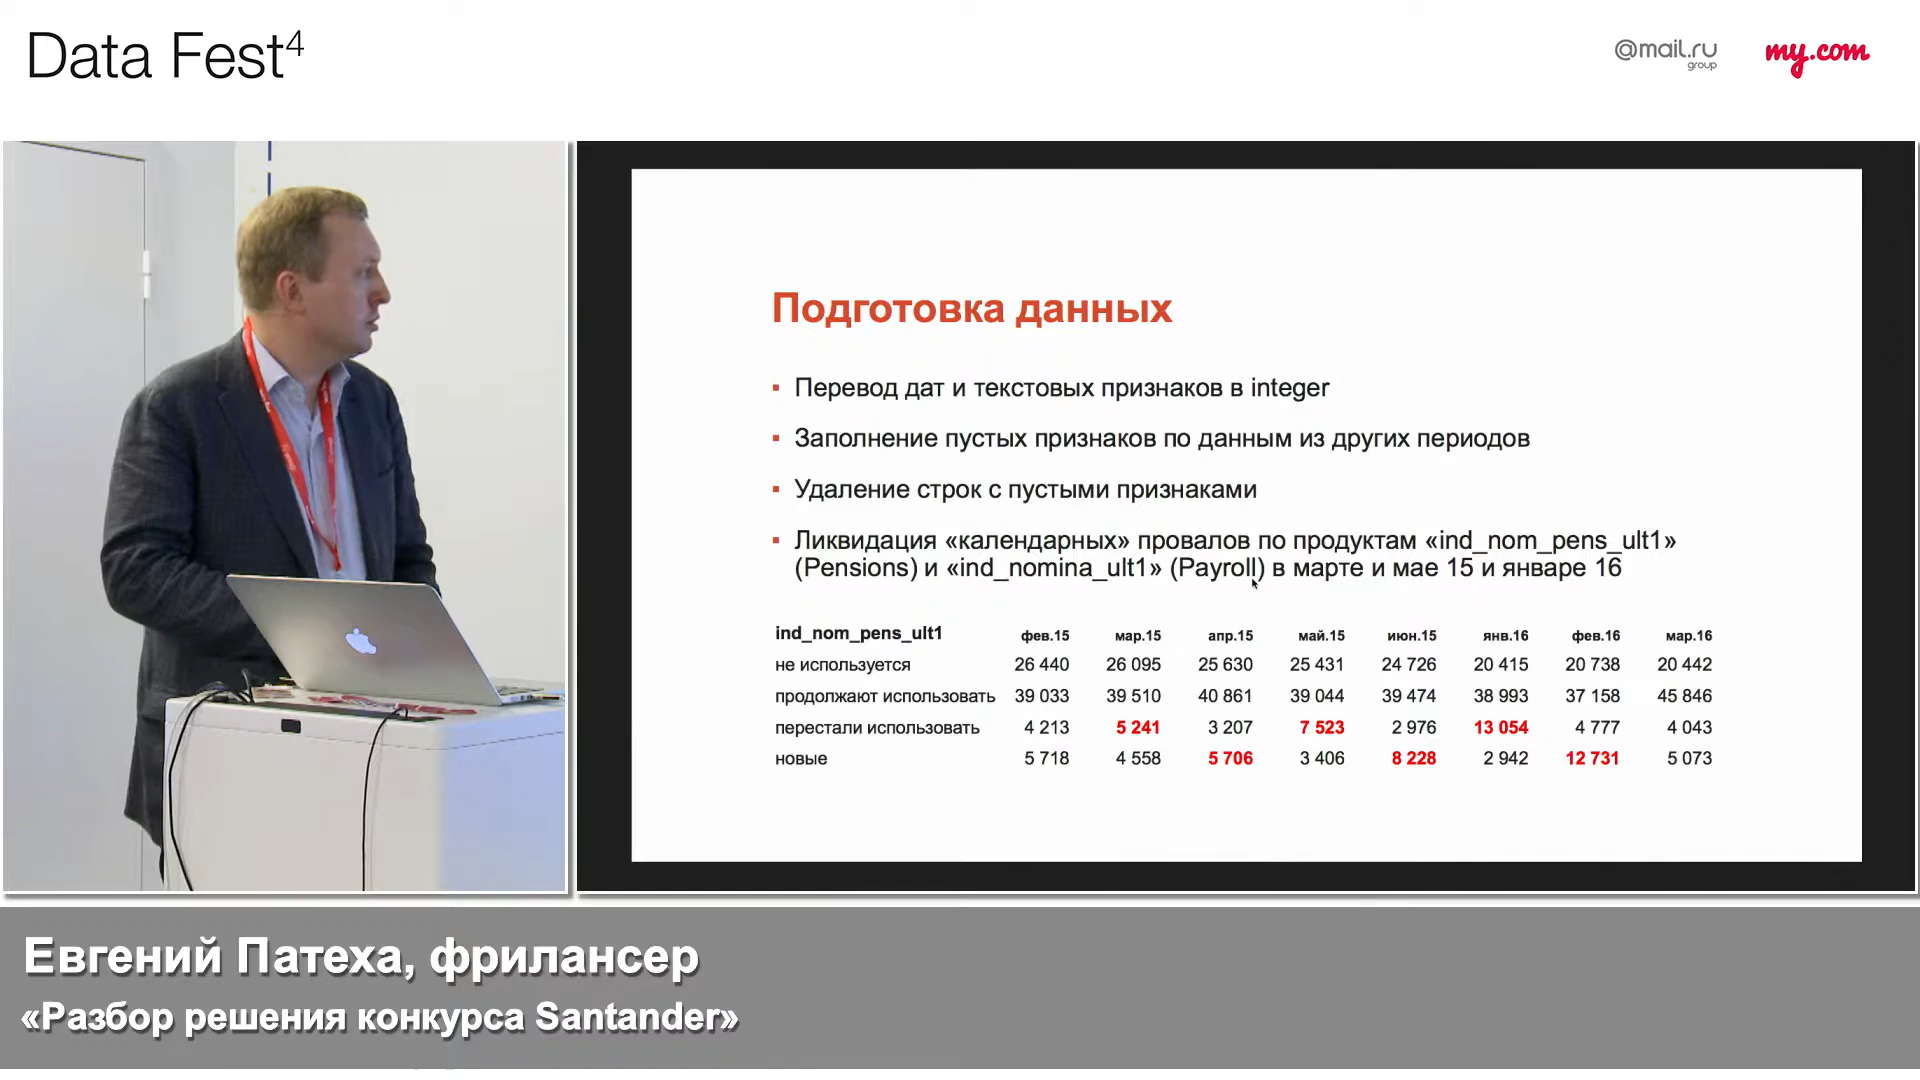 Data Fest⁴
@mail.ru
group
my.com
Подготовка данных
▪ Перевод дат и текстовых признаков в integer
▪ Заполнение пустых признаков по данным из других периодов
▪ Удаление строк с пустыми признаками
▪ Ликвидация «календарных» провалов по продуктам «ind_nom_pens_ult1»
(Pensions) и «ind_nomina_ult1» (Payroll) в марте и мае 15 и январе 16
ind_nom_pens_ult1 фев.15 мар.15 апр.15 май.15 июн.15 янв.16 фев.16 мар.16
не используется 26 440 26 095 25 630 25 431 24 726 20 415 20 738 20 442
продолжают использовать 39 033 39 510 40 861 39 044 39 474 38 993 37 158 45 846
перестали использовать 4 213 5 241 3 207 7 523 2 976 13 054 4 777 4 043
новые 5 718 4 558 5 706 3 406 8 228 2 942 12 731 5 073
Евгений Патеха, фрилансер
«Разбор решения конкурса Santander»